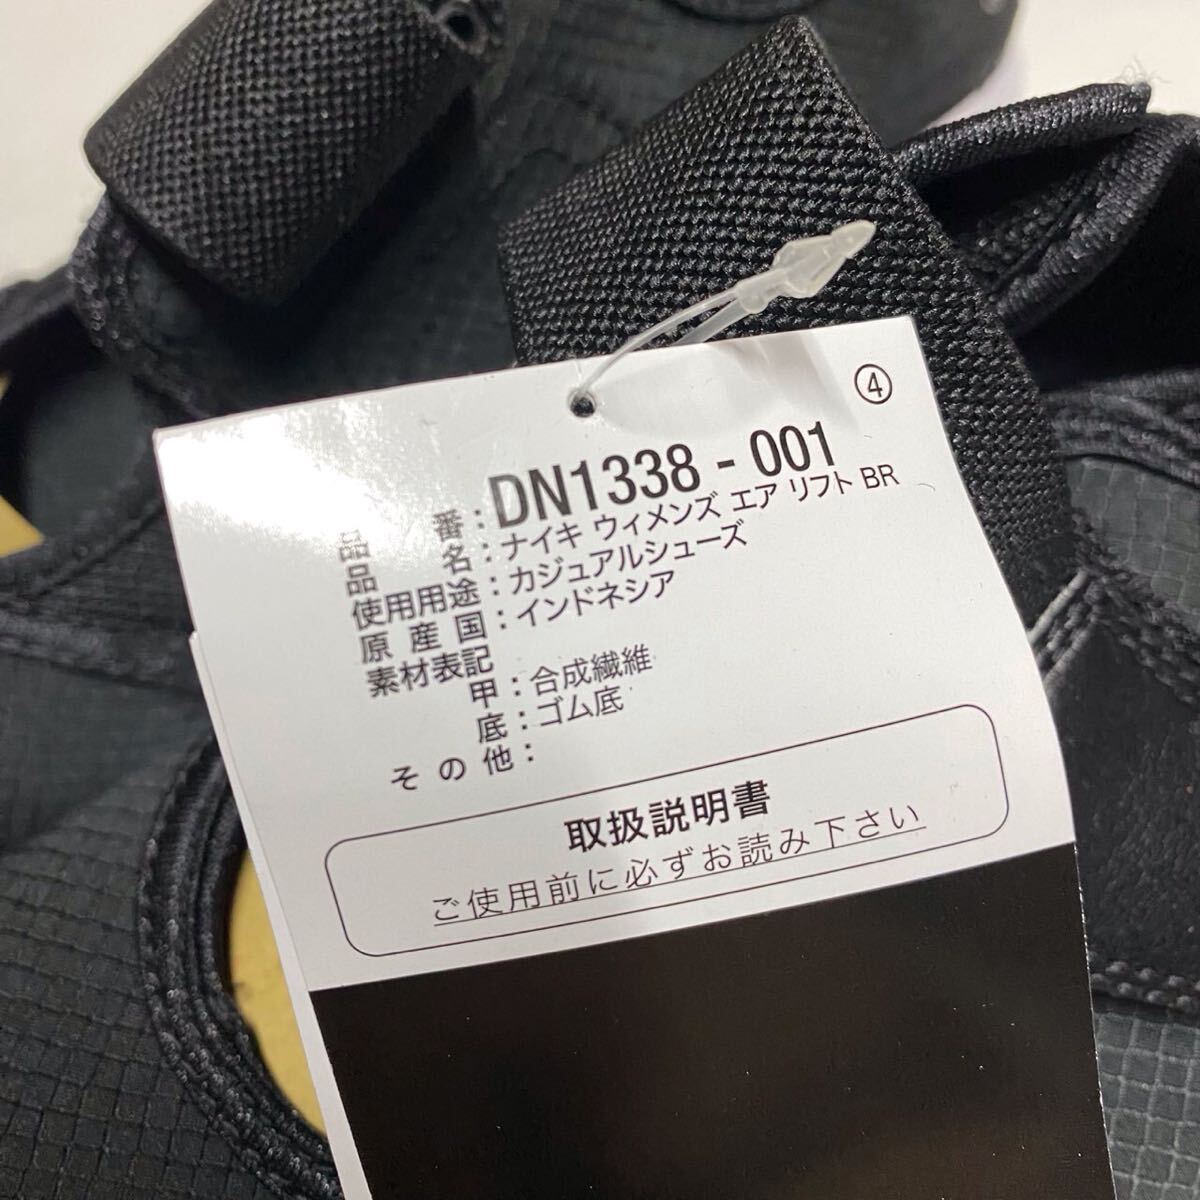 ④
品番：DN1338 - 001
品名：ナイキ ウィメンズ エア リフト BR
使用用途：カジュアルシューズ
原産国：インドネシア
素材表記
甲：合成繊維
底：ゴム底
その他：
取扱説明書
ご使用前に必ずお読み下さい